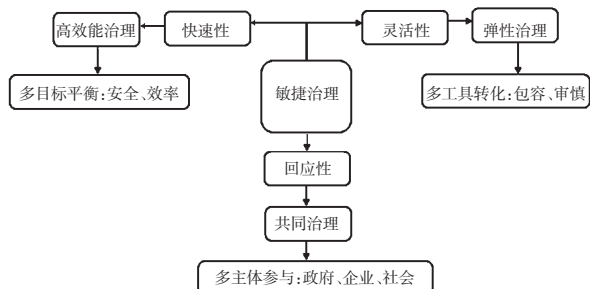 高效能治理
快速性
灵活性
弹性治理
多目标平衡:安全、效率
敏捷治理
多工具转化:包容、审慎
回应性
共同治理
多主体参与:政府、企业、社会